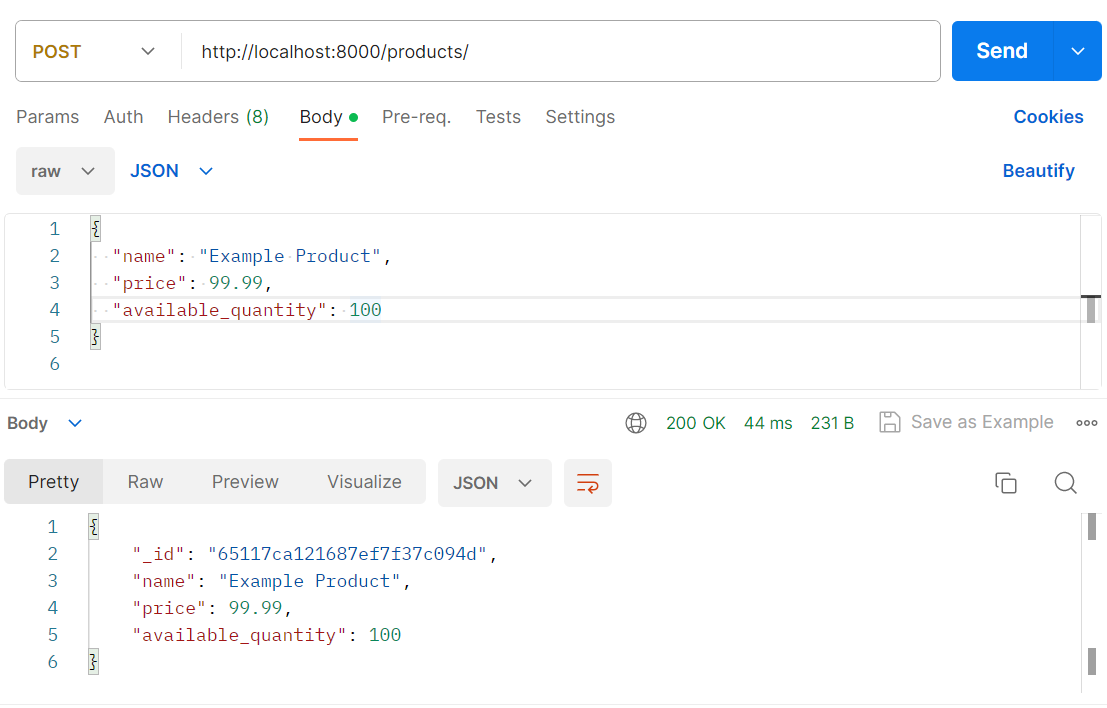 POST http://localhost:8000/products/ Send
Params Auth Headers (8) Body Pre-req. Tests Settings Cookies
raw JSON Beautify
1 {
2 "name": "Example Product",
3 "price": 99.99,
4 "available_quantity": 100
5 }
6
Body 200 OK 44 ms 231 B Save as Example
Pretty Raw Preview Visualize JSON
1 {
2 "_id": "65117ca121687ef7f37c094d",
3 "name": "Example Product",
4 "price": 99.99,
5 "available_quantity": 100
6 }